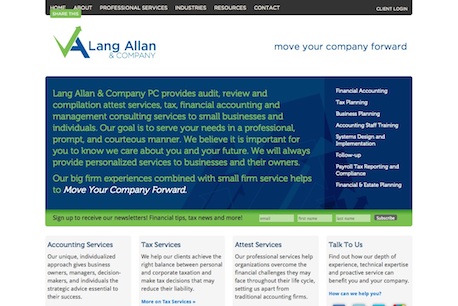 HOME ABOUT PROFESSIONAL SERVICES INDUSTRIES RESOURCES CONTACT CLIENT LOGIN
SHARE THIS
Lang Allan
& COMPANY
move your company forward
Lang Allan & Company PC provides audit, review and
compilation attest services, tax, financial accounting and
management consulting services to small businesses and
individuals. Our goal is to serve your needs in a professional,
prompt, and courteous manner. We believe it is important for
you to know we care about you and your future. We will always
provide personalized services to businesses and their owners.
Our big firm experiences combined with small firm service helps
to Move Your Company Forward.
Financial Accounting
Tax Planning
Business Planning
Accounting Staff Training
Systems Design and
Implementation
Follow-up
Payroll Tax Reporting and
Compliance
Financial & Estate Planning
Sign up to receive our newsletters! Financial tips, tax news and more! email first name last name Subscribe
Accounting Services
Our unique, individualized
approach gives business
owners, managers, decision-
makers, and individuals the
strategic advice essential to their
success.
Tax Services
We help our clients achieve the
right balance between personal
and corporate taxation and
make tax decisions that may
reduce their liability.
More on Tax Services »
Attest Services
Our professional services help
organizations overcome the
financial challenges they may
face throughout their life cycle,
setting us apart from
traditional accounting firms.
Talk To Us
Find out how our depth of
experience, technical expertise
and proactive service can
benefit you and your company.
How can we help you?